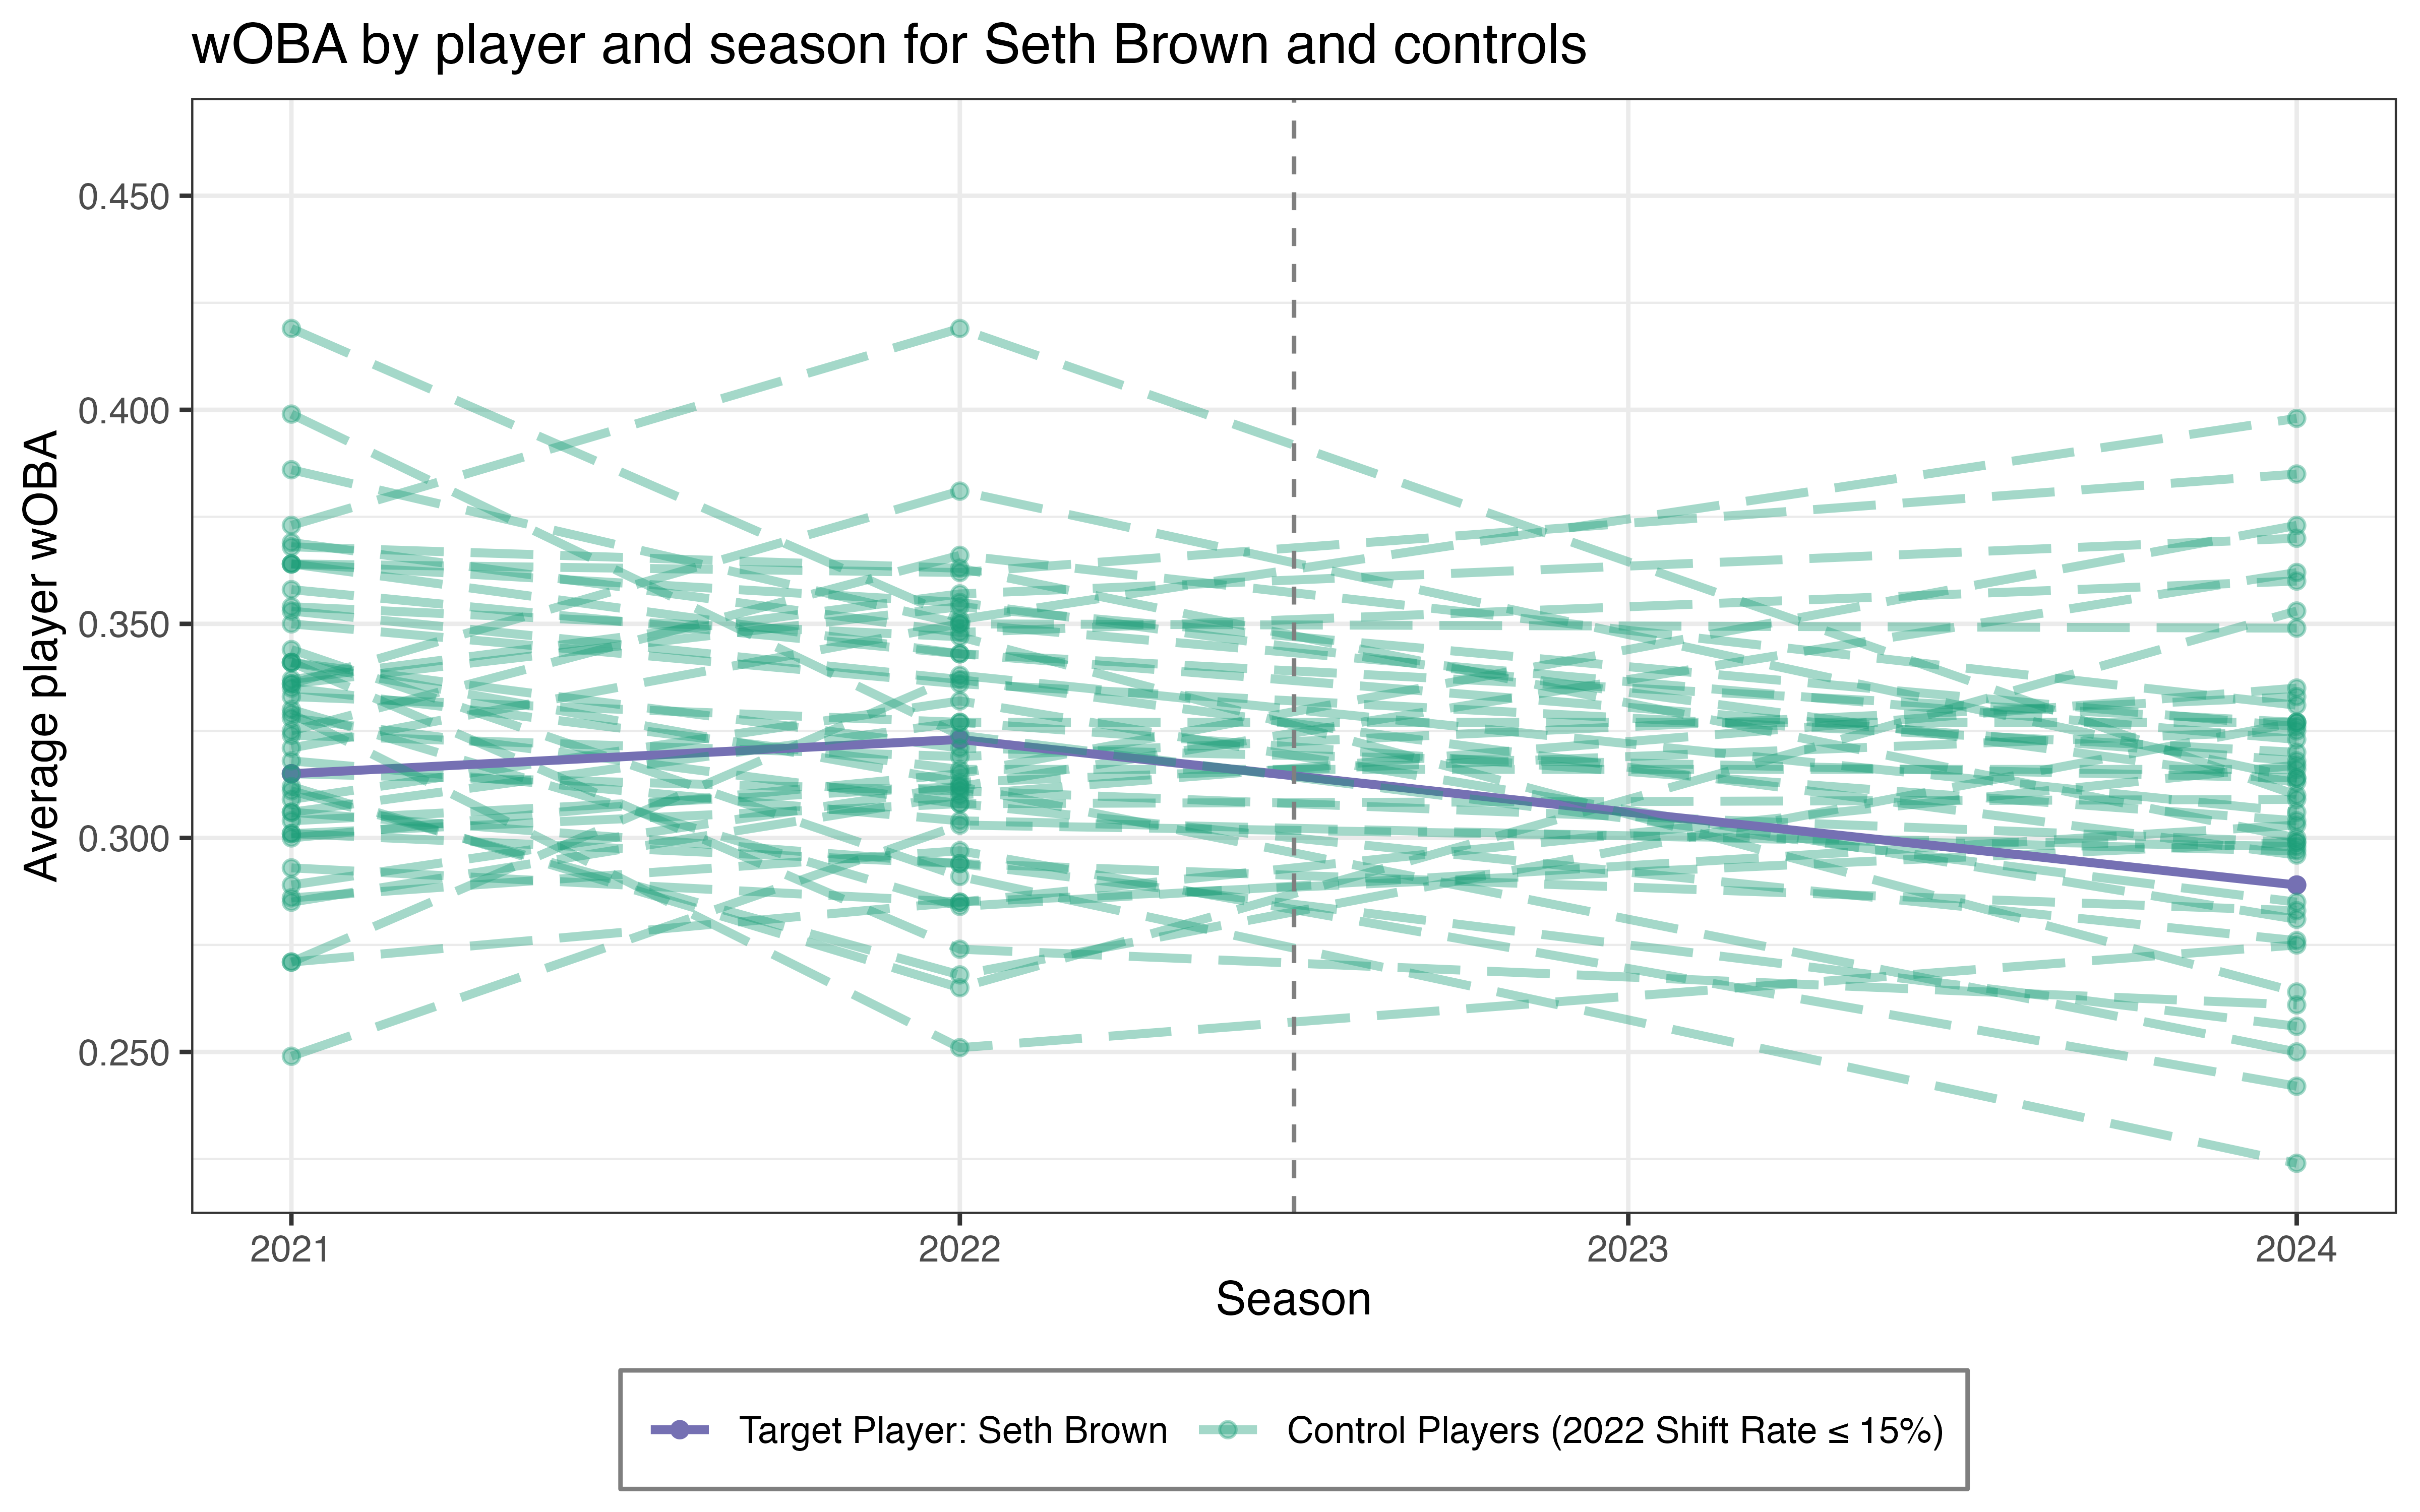 wOBA by player and season for Seth Brown and controls
Average player wOBA
0.450
0.400
0.350
0.300
0.250
2021
2022
2023
2024
Season
Target Player: Seth Brown
Control Players (2022 Shift Rate ≤ 15%)